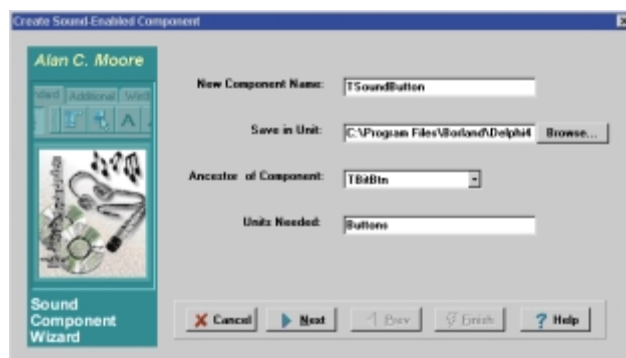 Create Sound-Enabled Component
Alan C. Moore
Additional
New Component Name: TSoundButton
Save in Unit: C:\Program Files\Borland\Delphi4 Browse...
Ancestor of Component: TBitBtn
Units Needed: Buttons
Sound
Component
Wizard
Cancel Next Prev Finish Help